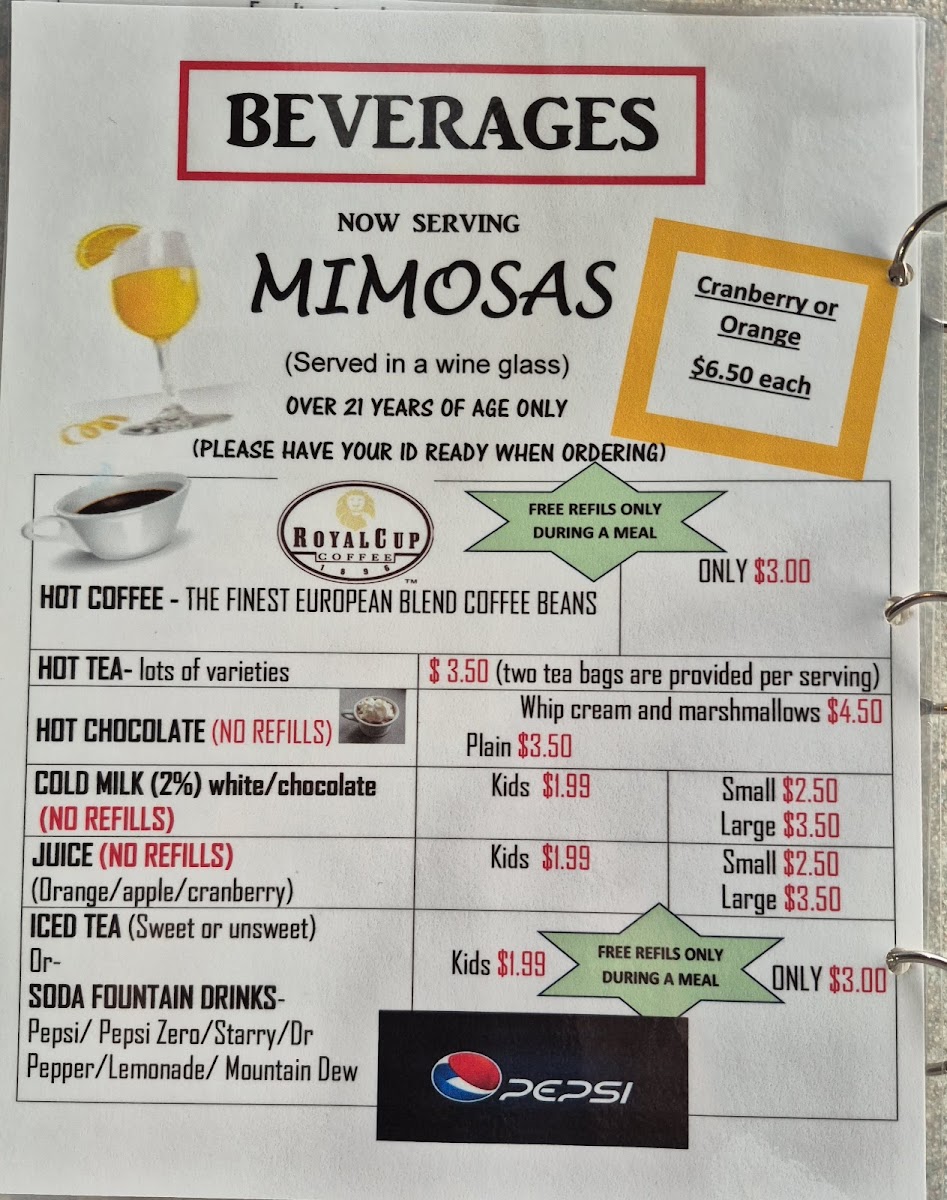 BEVERAGES
NOW SERVING
MIMOSAS
(Served in a wine glass)
OVER 21 YEARS OF AGE ONLY
(PLEASE HAVE YOUR ID READY WHEN ORDERING)
Cranberry or
Orange
$6.50 each
ROYAL CUP
COFFEE
1896
TM
FREE REFILS ONLY
DURING A MEAL
ONLY $3.00
HOT COFFEE - THE FINEST EUROPEAN BLEND COFFEE BEANS
HOT TEA- lots of varieties
$ 3.50 (two tea bags are provided per serving)
HOT CHOCOLATE (NO REFILLS)
Whip cream and marshmallows $4.50
Plain $3.50
COLD MILK (2%) white/chocolate
(NO REFILLS)
Kids $1.99
Small $2.50
Large $3.50
JUICE (NO REFILLS)
(Orange/apple/cranberry)
Kids $1.99
Small $2.50
Large $3.50
ICED TEA (Sweet or unsweet)
Or-
SODA FOUNTAIN DRINKS-
Pepsi/ Pepsi Zero/Starry/Dr
Pepper/Lemonade/ Mountain Dew
Kids $1.99
FREE REFILS ONLY
DURING A MEAL
ONLY $3.00
PEPSI